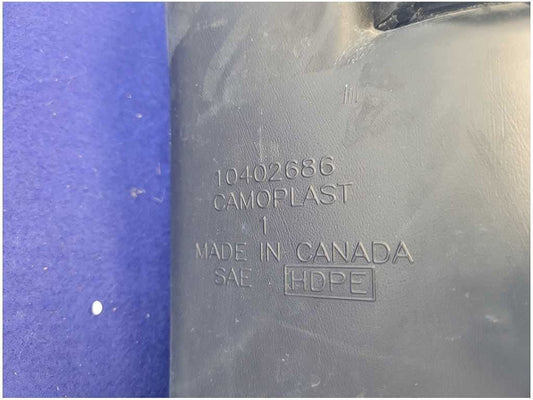 10402686
CAMOPLAST
1
MADE IN CANADA
SAE HDPE